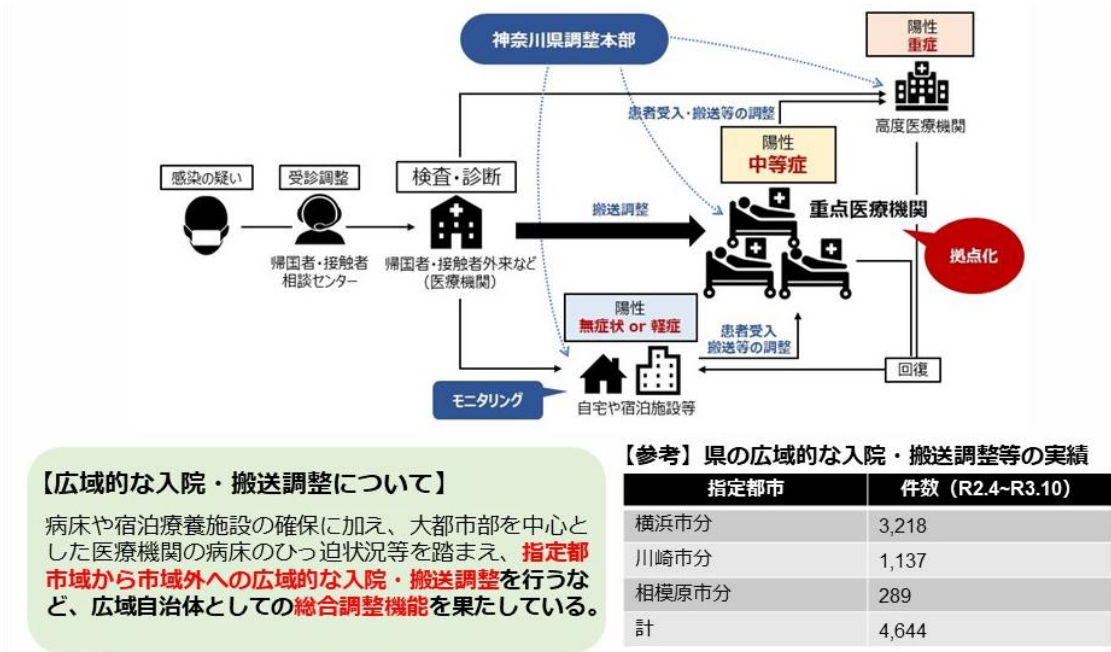 神奈川県調整本部
陽性
重症
高度医療機関
患者受入・搬送等の調整
陽性
中等症
重点医療機関
拠点化
感染の疑い
受診調整
検査・診断
帰国者・接触者
相談センター
帰国者・接触者外来など
（医療機関）
搬送調整
陽性
無症状 or 軽症
患者受入
搬送等の調整
回復
モニタリング
自宅や宿泊施設等
【広域的な入院・搬送調整について】
病床や宿泊療養施設の確保に加え、大都市部を中心と
した医療機関の病床のひっ迫状況等を踏まえ、指定都
市域から市域外への広域的な入院・搬送調整を行うな
ど、広域自治体としての総合調整機能を果たしている。
【参考】県の広域的な入院・搬送調整等の実績
指定都市 件数（R2.4~R3.10）
横浜市分 3,218
川崎市分 1,137
相模原市分 289
計 4,644